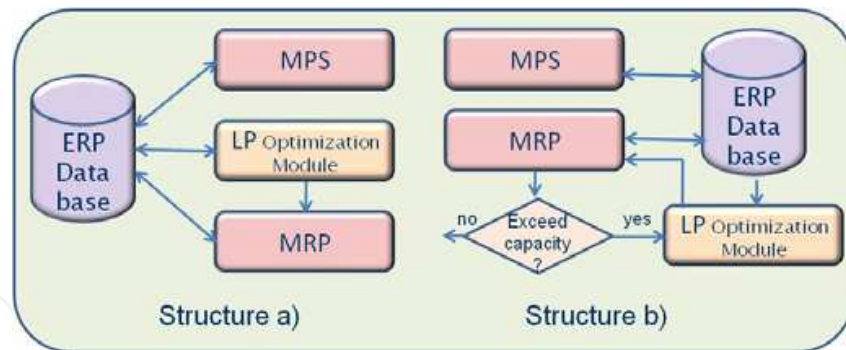 MPS
ERP
Data
base
LP Optimization
Module
MRP
Structure a)
MPS
ERP
Data
base
MRP
no
Exceed
capacity
?
yes
LP Optimization
Module
Structure b)